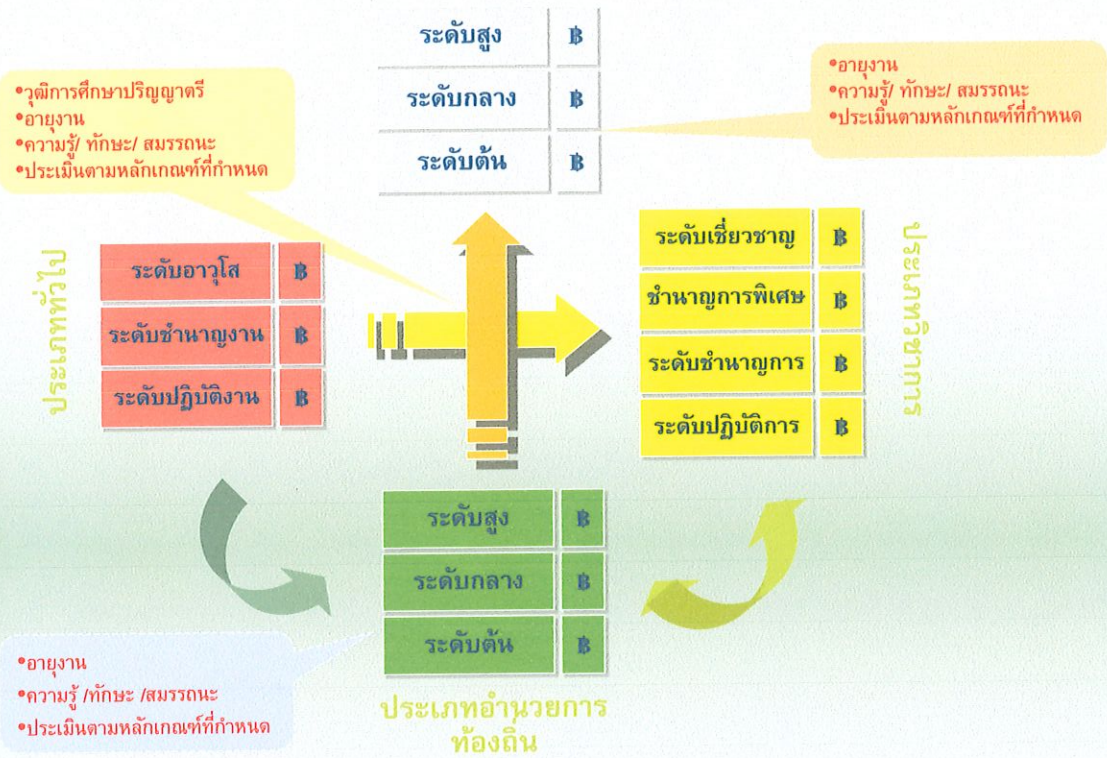 ระดับสูง ฿
ระดับกลาง ฿
ระดับต้น ฿
•วุฒิการศึกษาปริญญาตรี
•อายุงาน
•ความรู้/ ทักษะ/ สมรรถนะ
•ประเมินตามหลักเกณฑ์ที่กำหนด
•อายุงาน
•ความรู้/ ทักษะ/ สมรรถนะ
•ประเมินตามหลักเกณฑ์ที่กำหนด
ประเภททั่วไป
ระดับอาวุโส ฿
ระดับชำนาญงาน ฿
ระดับปฏิบัติงาน ฿
ระดับเชี่ยวชาญ ฿
ชำนาญการพิเศษ ฿
ระดับชำนาญการ ฿
ระดับปฏิบัติการ ฿
ประเภทวิชาการ
ระดับสูง ฿
ระดับกลาง ฿
ระดับต้น ฿
•อายุงาน
•ความรู้ /ทักษะ /สมรรถนะ
•ประเมินตามหลักเกณฑ์ที่กำหนด
ประเภทอำนวยการ
ท้องถิ่น